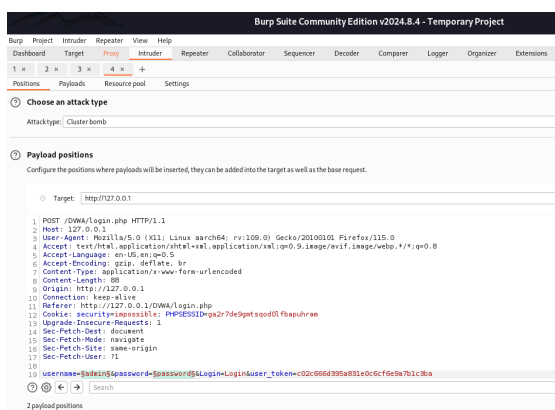 Burp Suite Community Edition v2024.8.4 - Temporary Project
Burp Project Intruder Repeater View Help
Dashboard Target Proxy Intruder Repeater Collaborator Sequencer Decoder Comparer Logger Organizer Extensions
1 × 2 × 3 × 4 × +
Positions Payloads Resource pool Settings
? Choose an attack type
Attack type: Cluster bomb
? Payload positions
Configure the positions where payloads will be inserted, they can be added into the target as well as the base request.
Target: http://127.0.0.1
1 POST /DVWA/login.php HTTP/1.1
2 Host: 127.0.0.1
3 User-Agent: Mozilla/5.0 (X11; Linux aarch64; rv:109.0) Gecko/20100101 Firefox/115.0
4 Accept: text/html,application/xhtml+xml,application/xml;q=0.9,image/avif,image/webp,*/*;q=0.8
5 Accept-Language: en-US,en;q=0.5
6 Accept-Encoding: gzip, deflate, br
7 Content-Type: application/x-www-form-urlencoded
8 Content-Length: 88
9 Origin: http://127.0.0.1
10 Connection: keep-alive
11 Referer: http://127.0.0.1/DVWA/login.php
12 Cookie: security=impossible; PHPSESSID=ga2r7de9gmtsqod0lfbapuhram
13 Upgrade-Insecure-Requests: 1
14 Sec-Fetch-Dest: document
15 Sec-Fetch-Mode: navigate
16 Sec-Fetch-Site: same-origin
17 Sec-Fetch-User: ?1
18
19 username=§admin§&password=§password§&Login=Login&user_token=c02c666d395a831e0c6cf6e9a7b1c3ba
? Search
2 payload positions